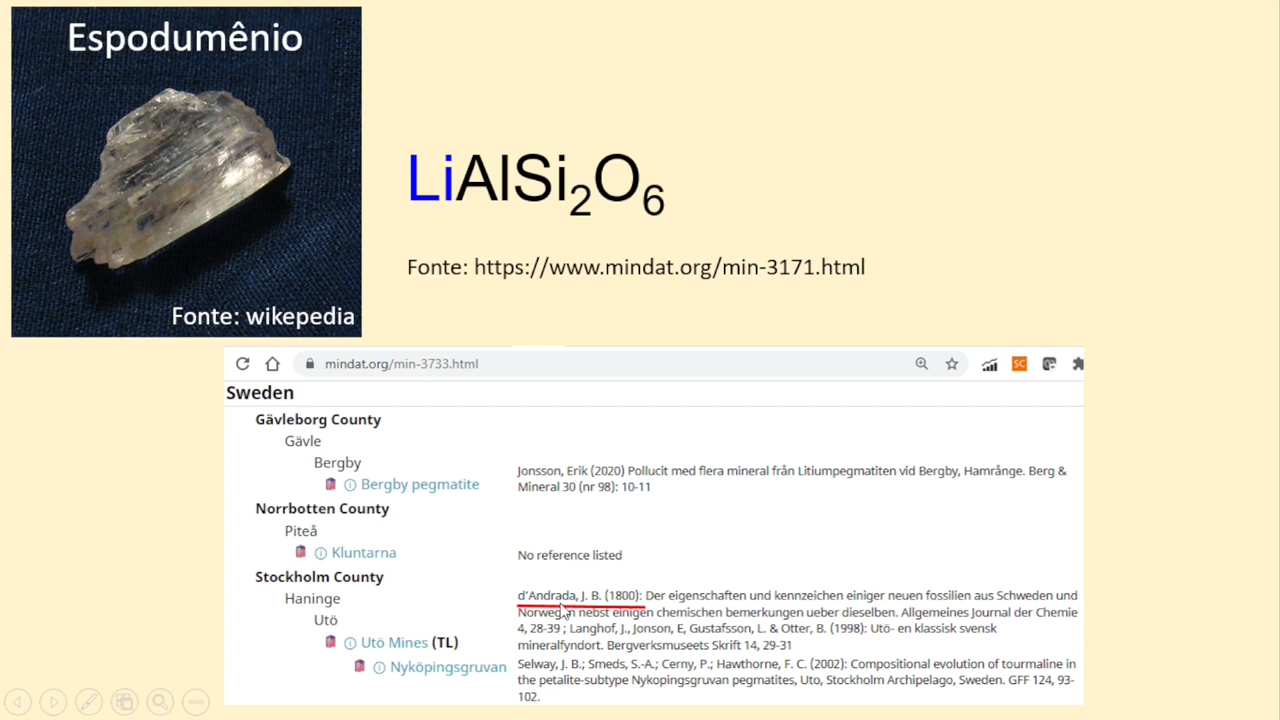 Espodumênio
LiAlSi2O6
Fonte: https://www.mindat.org/min-3171.html
Fonte: wikepedia
mindat.org/min-3733.html
SC
Sweden
Gävleborg County
Gävle
Bergby
Bergby pegmatite
Jonsson, Erik (2020) Pollucit med flera mineral från Litiumpegmatiten vid Bergby, Hamrånge. Berg &
Mineral 30 (nr 98): 10-11
Norrbotten County
Piteå
Kluntarna
No reference listed
Stockholm County
Haninge
Utö
Utö Mines (TL)
d'Andrada, J. B. (1800): Der eigenschaften und kennzeichen einiger neuen fossilien aus Schweden und
Norwegen nebst einigen chemischen bemerkungen ueber dieselben. Allgemeines Journal der Chemie
4, 28-39 ; Langhof, J., Jonson, E, Gustafsson, L. & Otter, B. (1998): Utö- en klassisk svensk
mineralfyndort. Bergverksmuseets Skrift 14, 29-31
Nyköpingsgruvan
Selway, J. B.; Smeds, S.-A.; Cerny, P.; Hawthorne, F. C. (2002): Compositional evolution of tourmaline in
the petalite-subtype Nykopingsgruvan pegmatites, Uto, Stockholm Archipelago, Sweden. GFF 124, 93-
102.